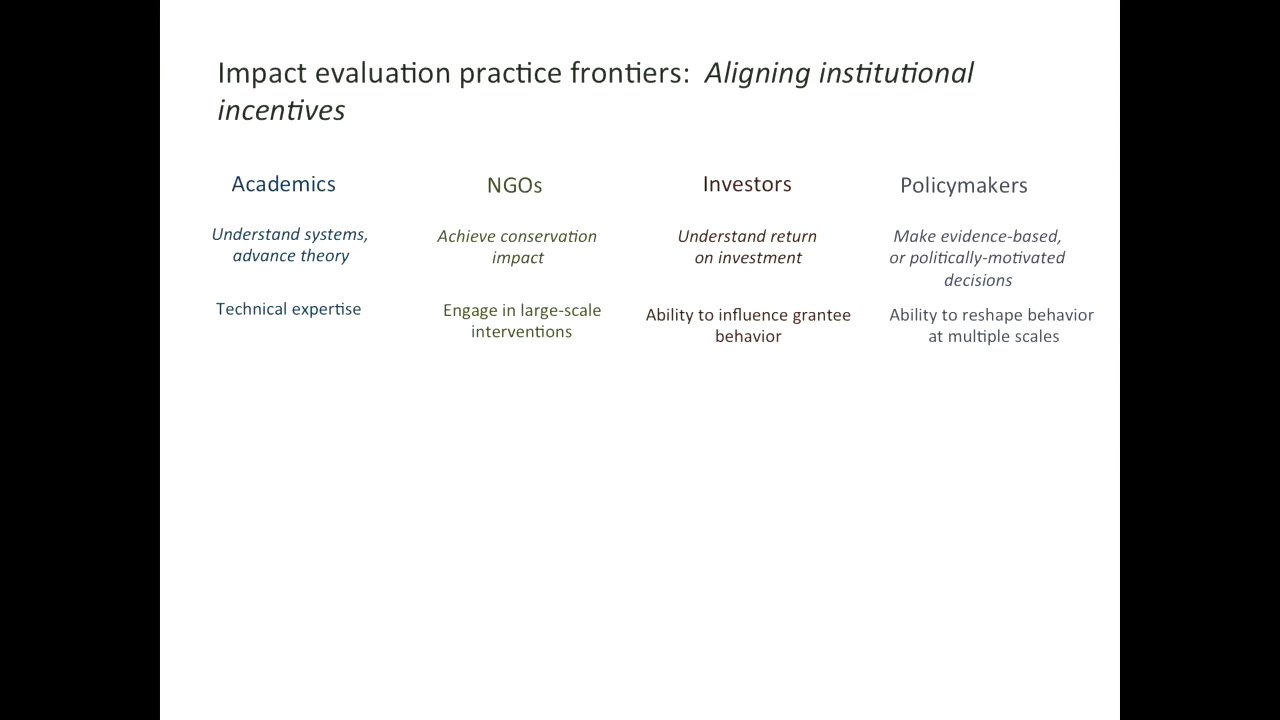 Impact evaluation practice frontiers: Aligning institutional
incentives
Academics
NGOs
Investors
Policymakers
Understand systems,
advance theory
Achieve conservation
impact
Understand return
on investment
Make evidence-based,
or politically-motivated
decisions
Technical expertise
Engage in large-scale
interventions
Ability to influence grantee
behavior
Ability to reshape behavior
at multiple scales